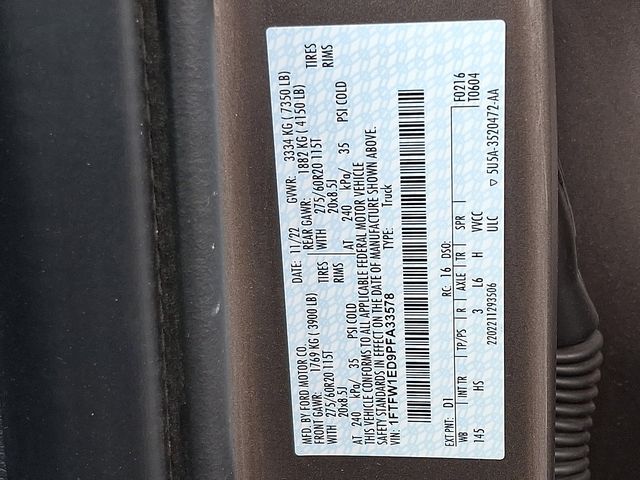 MFD. BY FORD MOTOR CO.
DATE: 11/22 GVWR: 3334 KG ( 7350 LB)
FRONT GAWR: 1769 KG ( 3900 LB) REAR GAWR: 1882 KG ( 4150 LB)
WITH 275/60R20 115T TIRES WITH 275/60R20 115T TIRES
20x8.5J RIMS 20x8.5J RIMS
AT 240 kPa/ 35 PSI COLD AT 240 kPa/ 35 PSI COLD
THIS VEHICLE CONFORMS TO ALL APPLICABLE FEDERAL MOTOR VEHICLE
SAFETY STANDARDS IN EFFECT ON THE DATE OF MANUFACTURE SHOWN ABOVE.
VIN: 1FTFW1ED9PFA33578 TYPE: Truck
F0216
T0604
EXT PNT: D1 RC: 16 DSO:
WB INT TR TP/PS R AXLE TR SPR
145 HS 3 L6 H VVCC
2202211293506 ULC ▽ 5U5A-3520472-AA